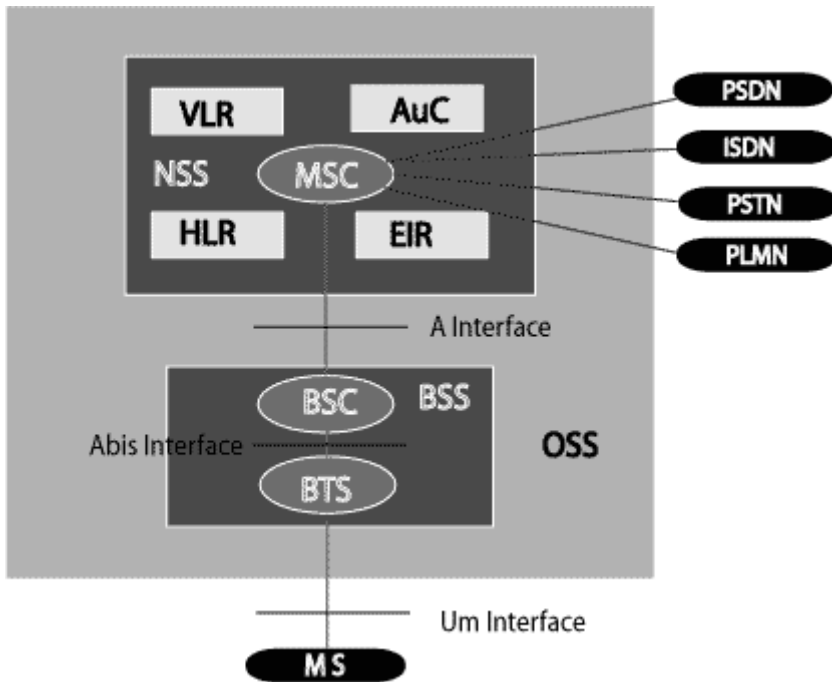 VLR
AuC
PSDN
ISDN
NSS
MSC
PSTN
HLR
EIR
PLMN
A Interface
BSC
BSS
Abis Interface
OSS
BTS
Um Interface
MS